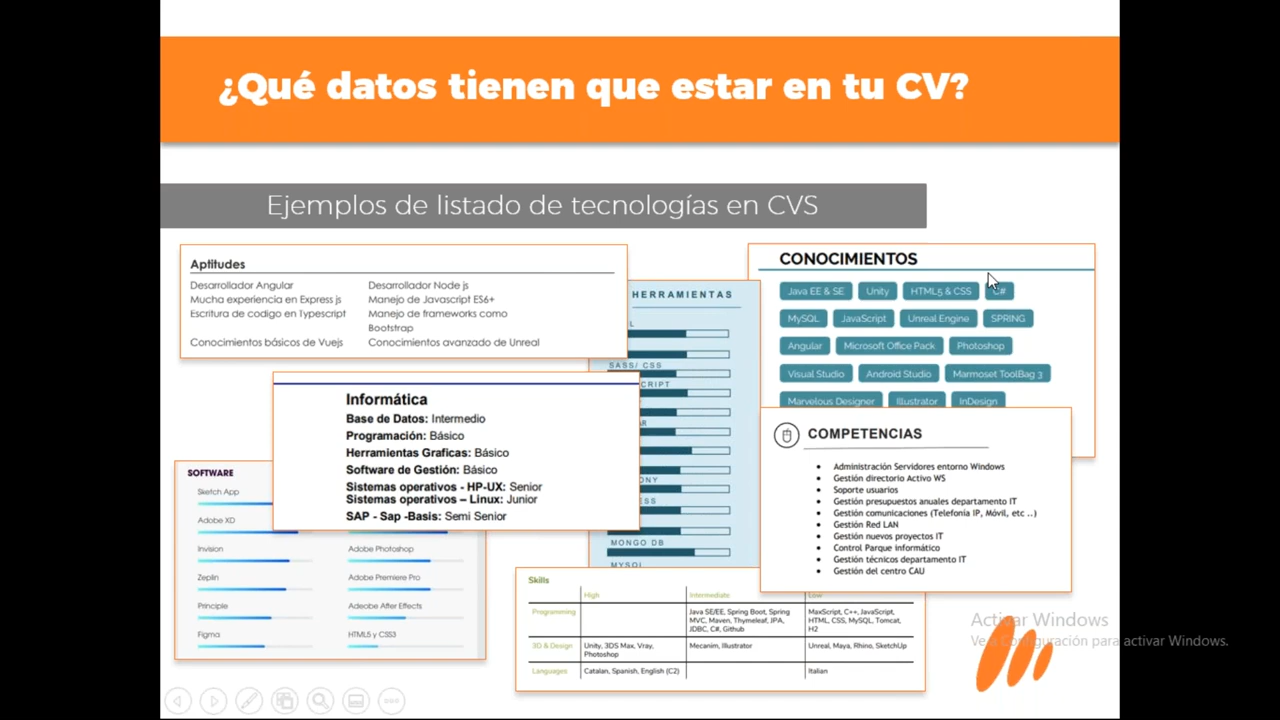 ¿Qué datos tienen que estar en tu CV?
Ejemplos de listado de tecnologías en CVS
Aptitudes
Desarrollador Angular
Mucha experiencia en Express js
Escritura de codigo en Typescript
Conocimientos básicos de Vuejs
Desarrollador Node js
Manejo de Javascript ES6+
Manejo de frameworks como
Bootstrap
Conocimientos avanzado de Unreal
HERRAMIENTAS
SASS/ CSS
MONGO DB
MYSQL
CONOCIMIENTOS
Java EE & SE Unity HTML5 & CSS C#
MySQL JavaScript Unreal Engine SPRING
Angular Microsoft Office Pack Photoshop
Visual Studio Android Studio Marmoset ToolBag 3
Marvelous Designer Illustrator InDesign
Informática
Base de Datos: Intermedio
Programación: Básico
Herramientas Graficas: Básico
Software de Gestión: Básico
Sistemas operativos - HP-UX: Senior
Sistemas operativos – Linux: Junior
SAP - Sap -Basis: Semi Senior
COMPETENCIAS
• Administración Servidores entorno Windows
• Gestión directorio Activo WS
• Soporte usuarios
• Gestión presupuestos anuales departamento IT
• Gestión comunicaciones (Telefonía IP, Móvil, etc ..)
• Gestión Red LAN
• Gestión nuevos proyectos IT
• Control Parque informático
• Gestión técnicos departamento IT
• Gestión del centro CAU
SOFTWARE
Sketch App
Adobe XD
Invision Adobe Photoshop
Zeplin Adobe Premiere Pro
Principle Adeobe After Effects
Figma HTML5 y CSS3
Skills
High Intermediate Low
Programming
Java SE/EE, Spring Boot, Spring
MVC, Maven, Thymeleaf, JPA,
JDBC, C#, Github
MaxScript, C++, JavaScript,
HTML, CSS, MySQL, Tomcat,
H2
3D & Design
Unity, 3DS Max, Vray,
Photoshop
Mecanim, Illustrator
Unreal, Maya, Rhino, SketchUp
Languages Catalan, Spanish, English (C2) Italian
Activar Windows
Ve a Configuración para activar Windows.